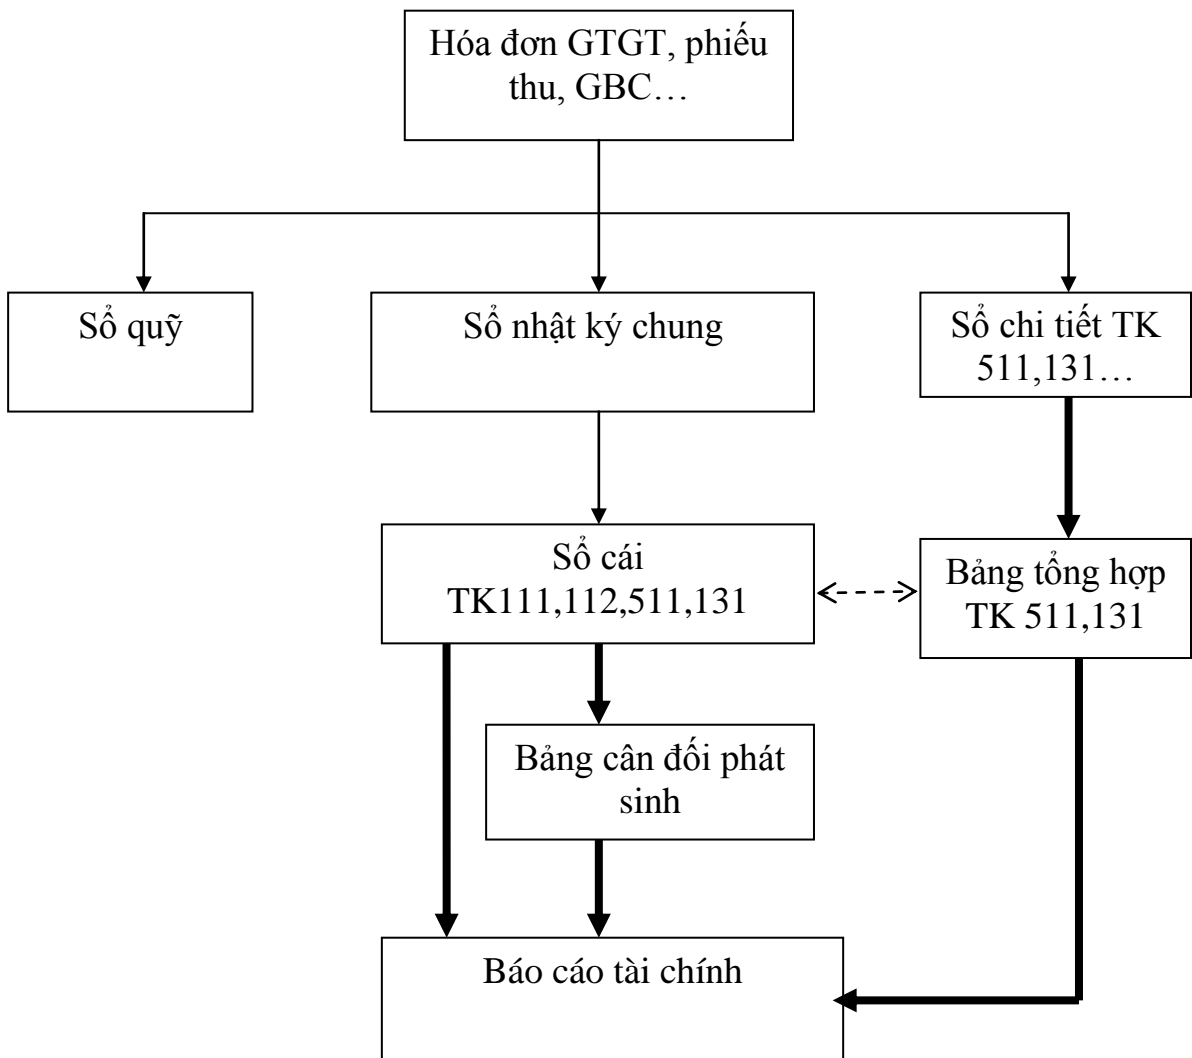 Hóa đơn GTGT, phiếu
thu, GBC…
Sổ quỹ
Sổ nhật ký chung
Sổ chi tiết TK
511,131…
Sổ cái
TK111,112,511,131
Bảng tổng hợp
TK 511,131
Bảng cân đối phát
sinh
Báo cáo tài chính